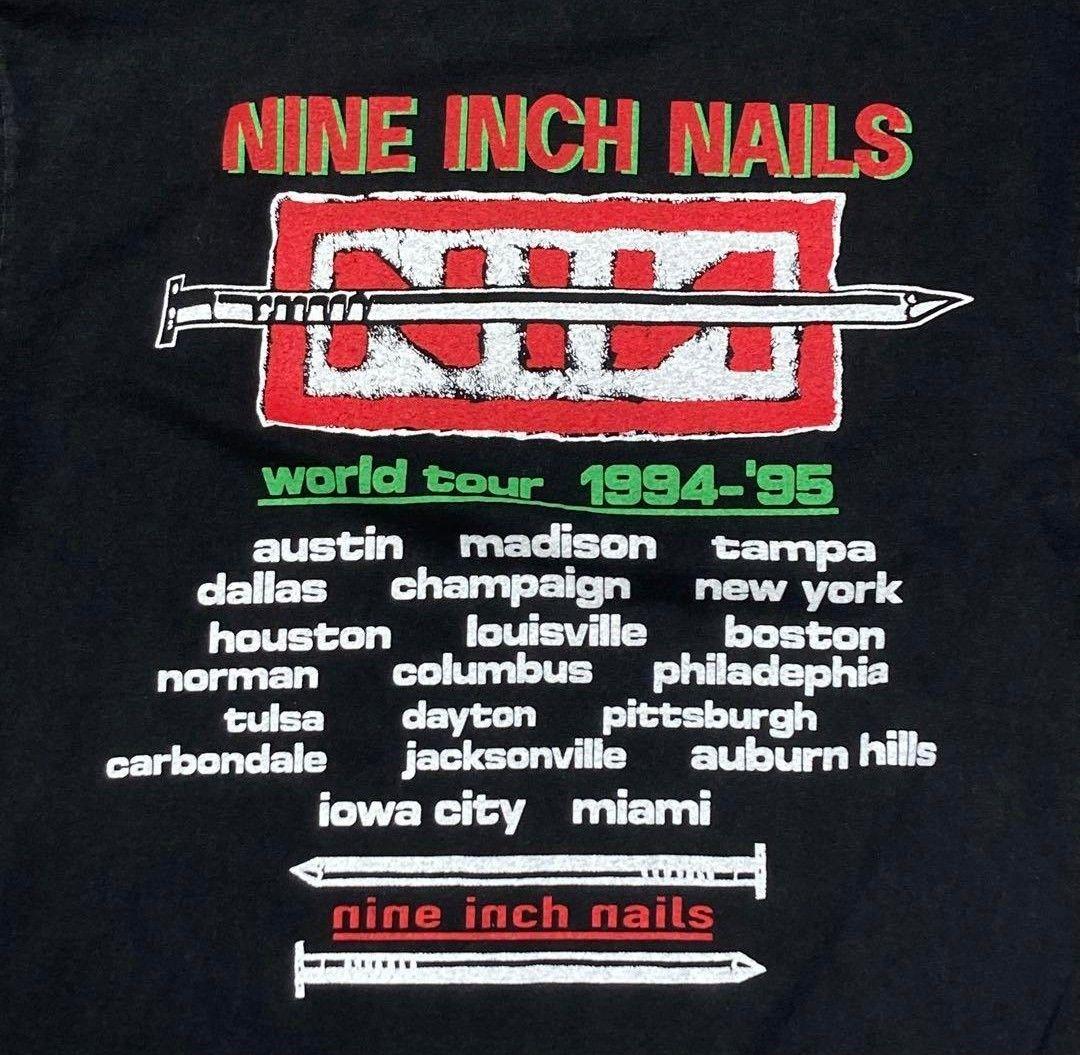 NINE INCH NAILS
NIN
world tour 1994-'95
austin madison tampa
dallas champaign new york
houston louisville boston
norman columbus philadephia
tulsa dayton pittsburgh
carbondale jacksonville auburn hills
iowa city miami
nine inch nails